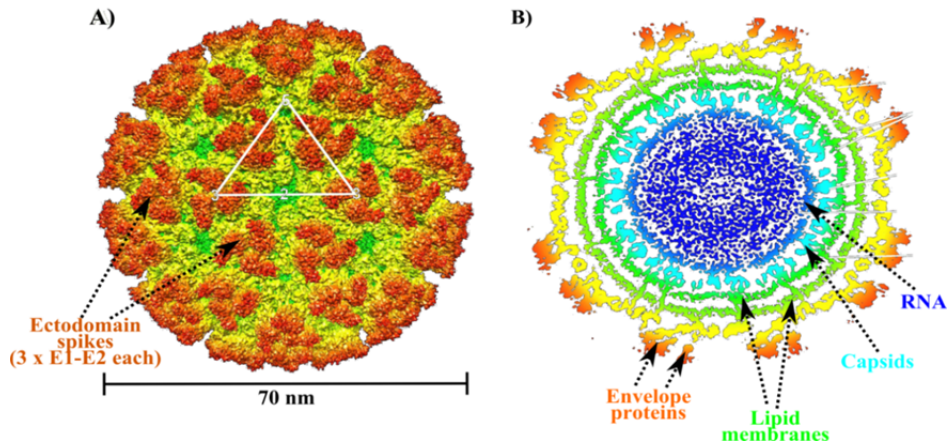 A)
Ectodomain
spikes
(3 x E1-E2 each)
70 nm
B)
RNA
Capsids
Envelope
proteins
Lipid
membranes